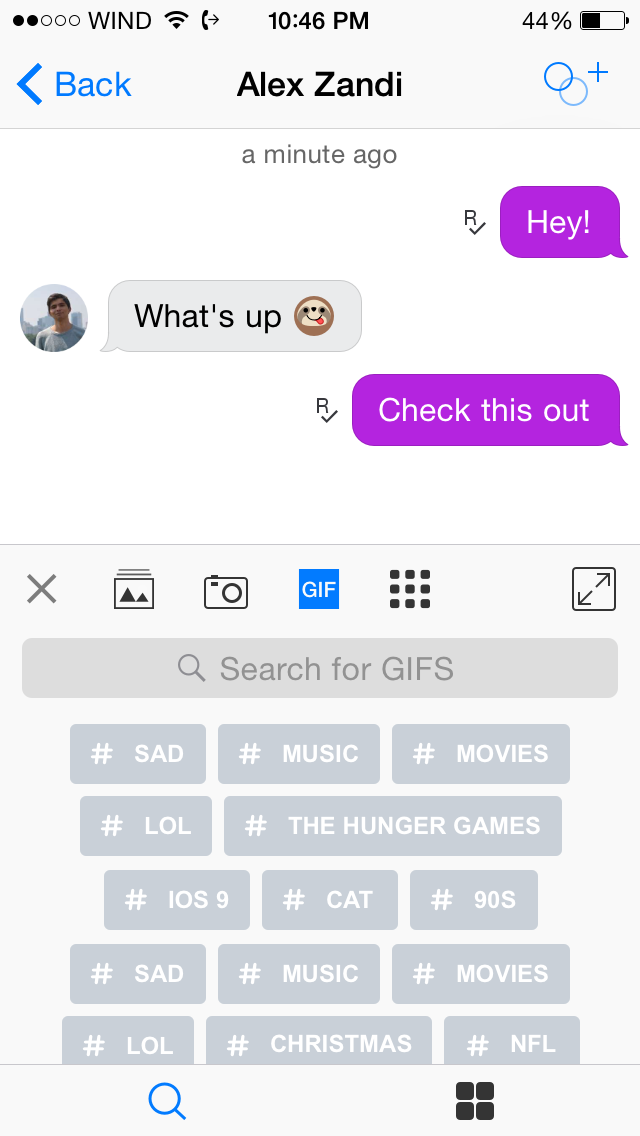 WIND 10:46 PM 44%
Back Alex Zandi
a minute ago
R Hey!
What's up
R Check this out
GIF
Search for GIFS
# SAD # MUSIC # MOVIES
# LOL # THE HUNGER GAMES
# IOS 9 # CAT # 90S
# SAD # MUSIC # MOVIES
# LOL # CHRISTMAS # NFL